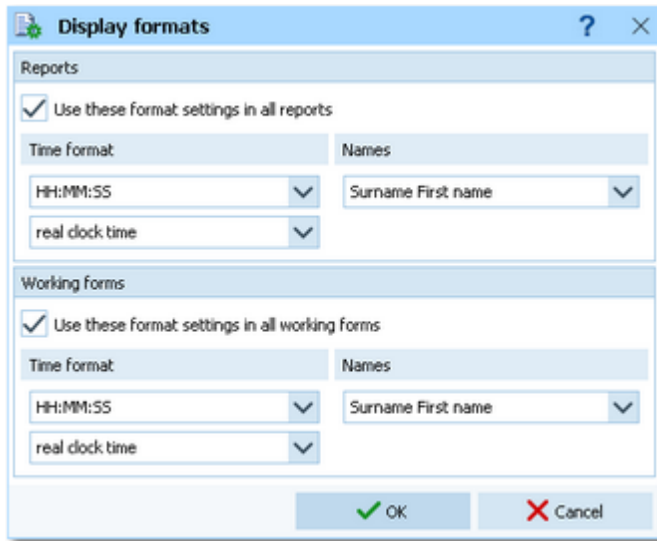 Display formats ?
Reports
Use these format settings in all reports
Time format Names
HH:MM:SS Surname First name
real clock time
Working forms
Use these format settings in all working forms
Time format Names
HH:MM:SS Surname First name
real clock time
OK Cancel